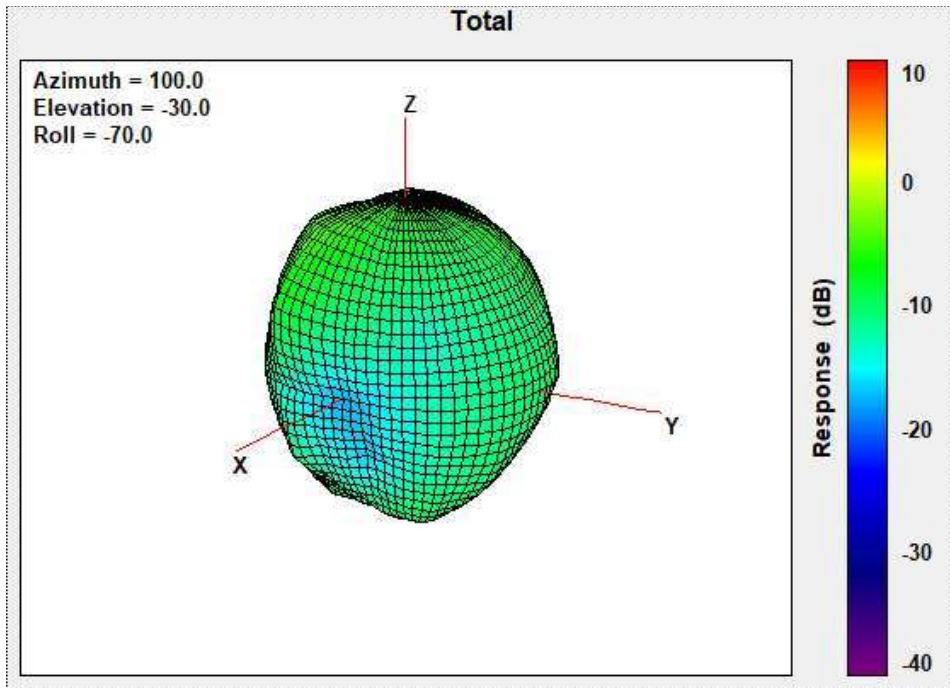 Total
Azimuth = 100.0
Elevation = -30.0
Roll = -70.0
Z
Y
X
10
0
-10
-20
-30
-40
Response (dB)